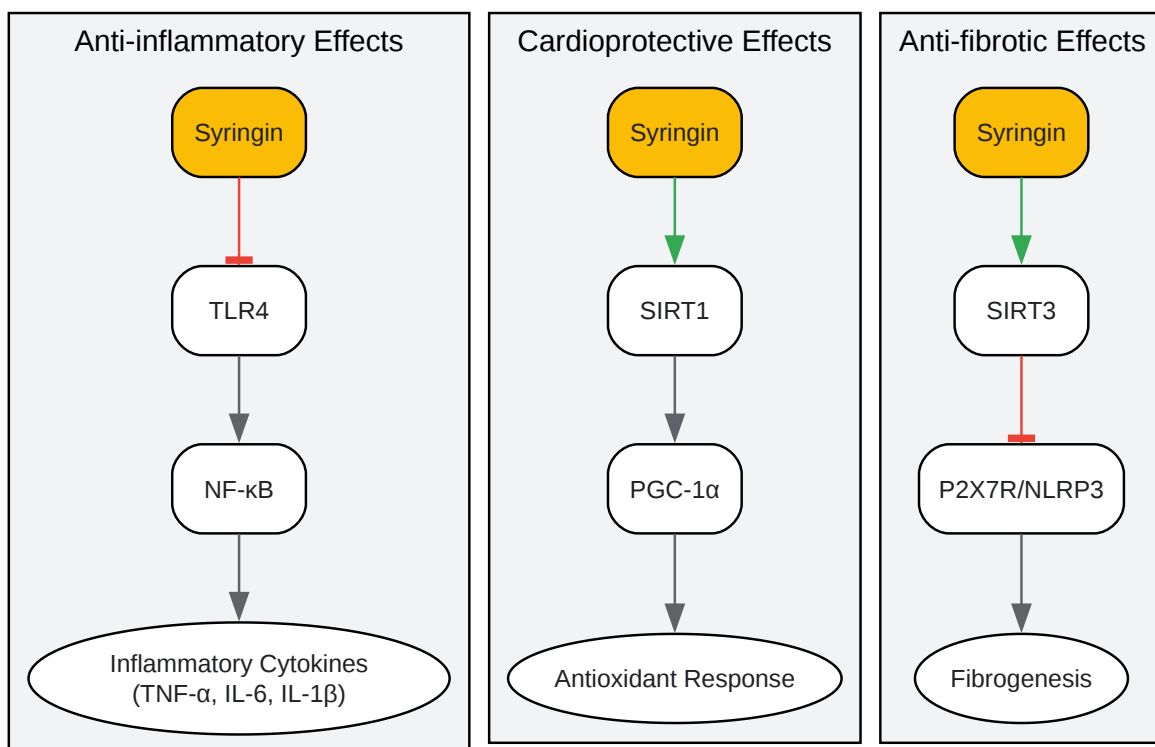 Anti-inflammatory Effects
Syringin
TLR4
NF-κB
Inflammatory Cytokines
(TNF-α, IL-6, IL-1β)
Cardioprotective Effects
Syringin
SIRT1
PGC-1α
Antioxidant Response
Anti-fibrotic Effects
Syringin
SIRT3
P2X7R/NLRP3
Fibrogenesis